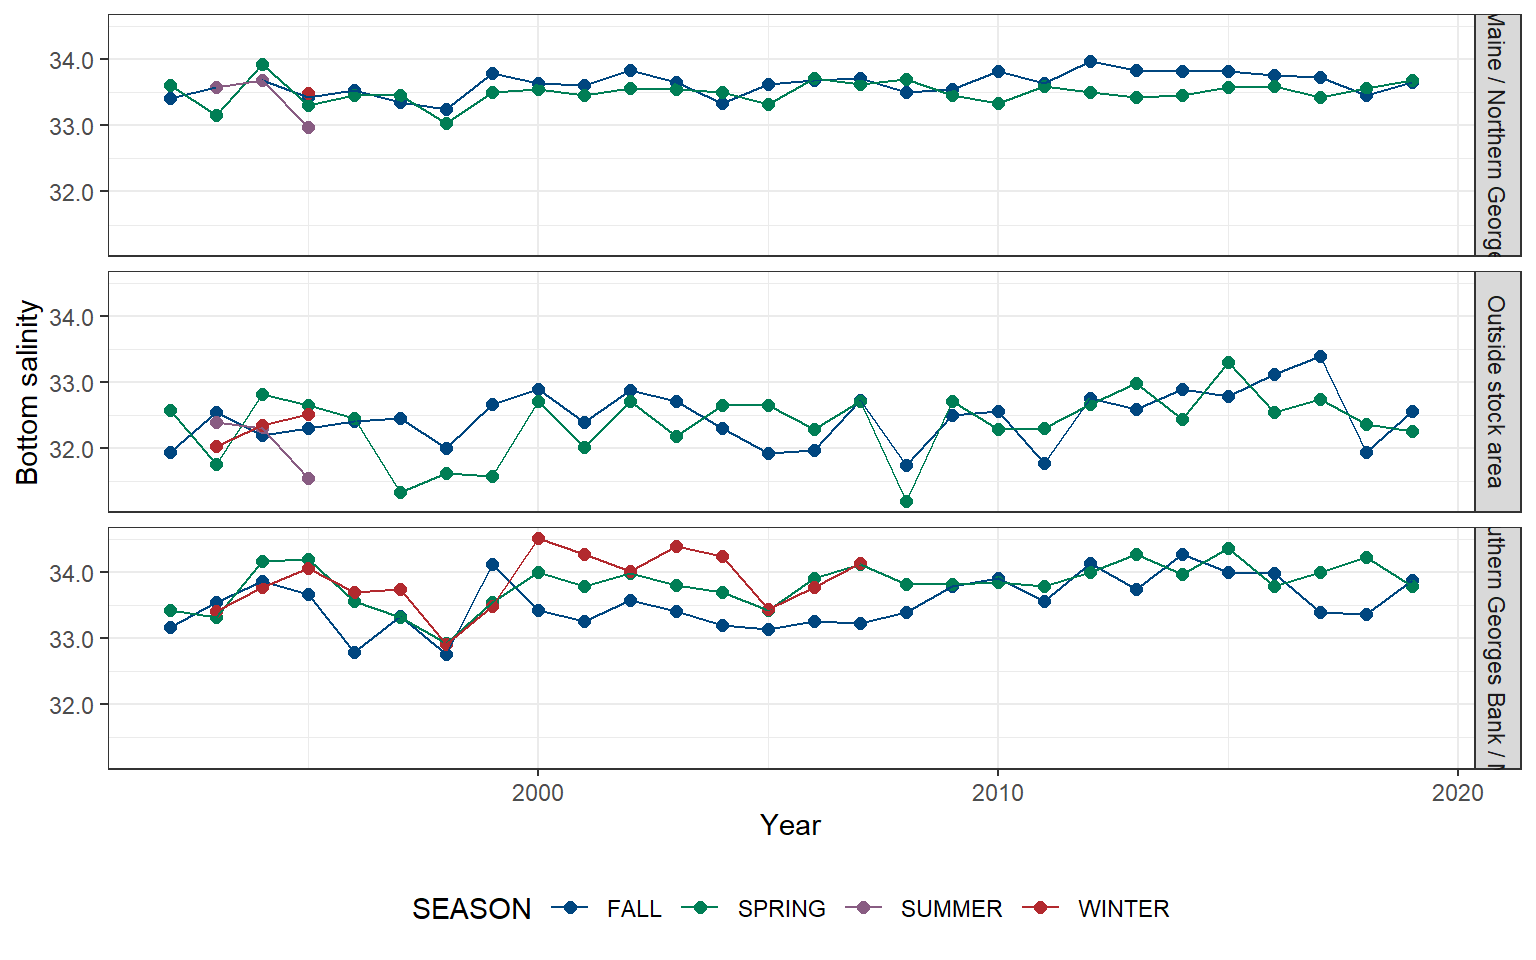 34.0
33.0
32.0
Maine / Northern George
34.0
33.0
32.0
Outside stock area
34.0
33.0
32.0
uthern Georges Bank /
Bottom salinity
2000
2010
2020
Year
SEASON FALL SPRING SUMMER WINTER